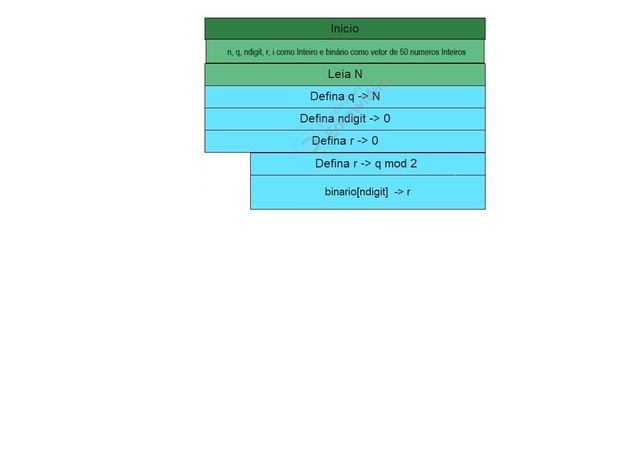 Inicio
n, q, ndigit, r, i como Inteiro e binário como vetor de 50 numeros Inteiros
Leia N
Defina q -> N
Defina ndigit -> 0
Defina r -> 0
Defina r -> q mod 2
binario[ndigit] -> r